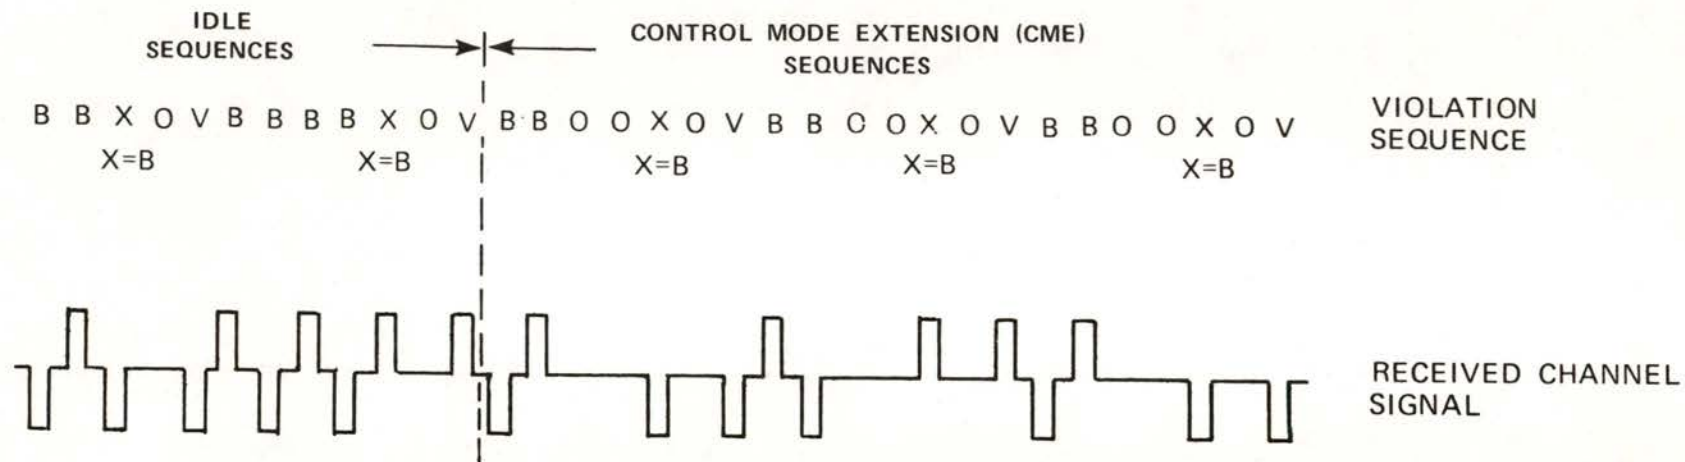 IDLE
SEQUENCES
CONTROL MODE EXTENSION (CME)
SEQUENCES
B B X O V B B B B X O V B B O O X O V B B O O X O V B B O O X O V
X=B X=B X=B X=B X=B
VIOLATION
SEQUENCE
RECEIVED CHANNEL
SIGNAL